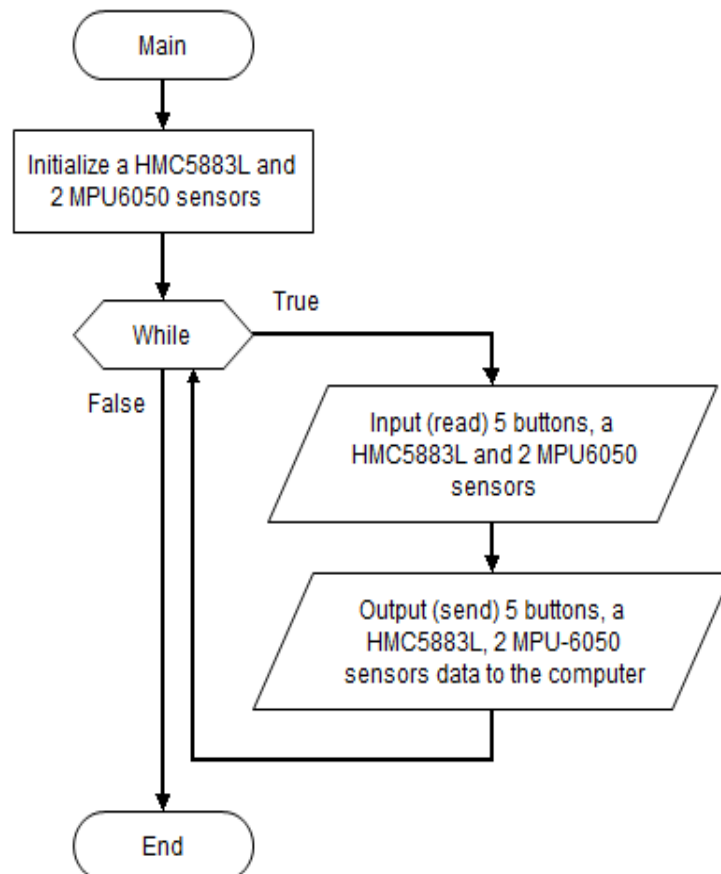 Main
Initialize a HMC5883L and
2 MPU6050 sensors
While
True
False
Input (read) 5 buttons, a
HMC5883L and 2 MPU6050
sensors
Output (send) 5 buttons, a
HMC5883L, 2 MPU-6050
sensors data to the computer
End